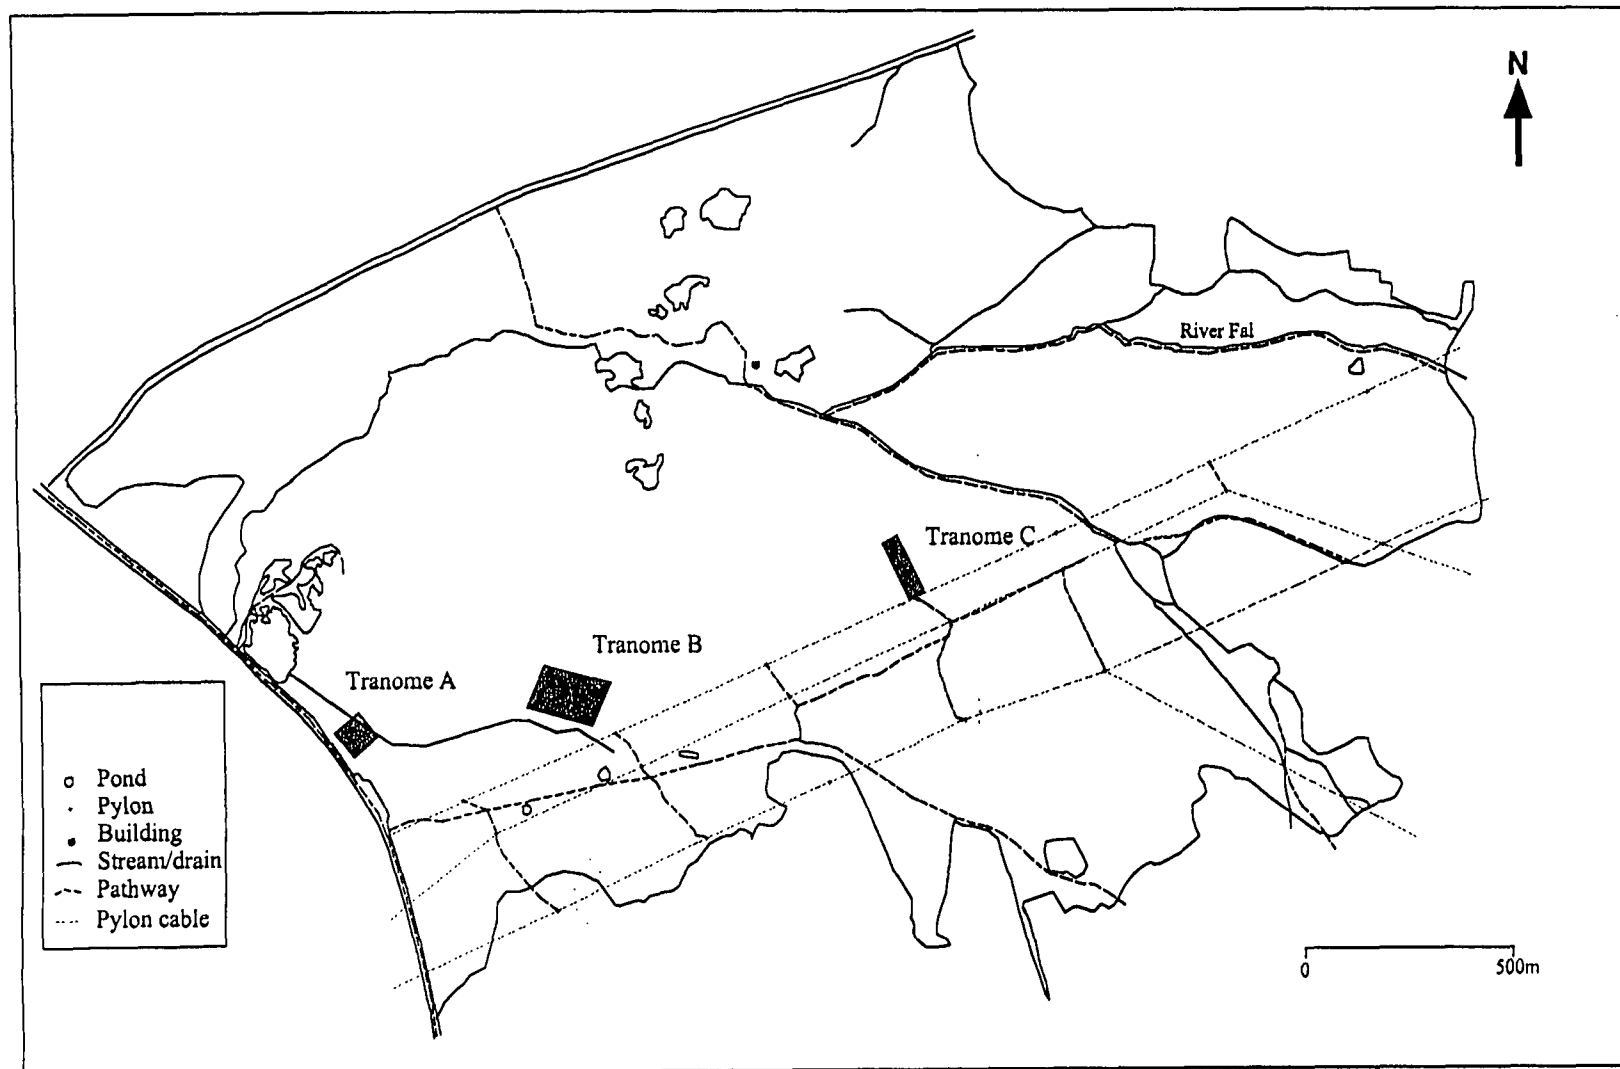 N
River Fal
Tranome C
Tranome B
Tranome A
Pond
Pylon
Building
Stream/drain
Pathway
Pylon cable
0
500m